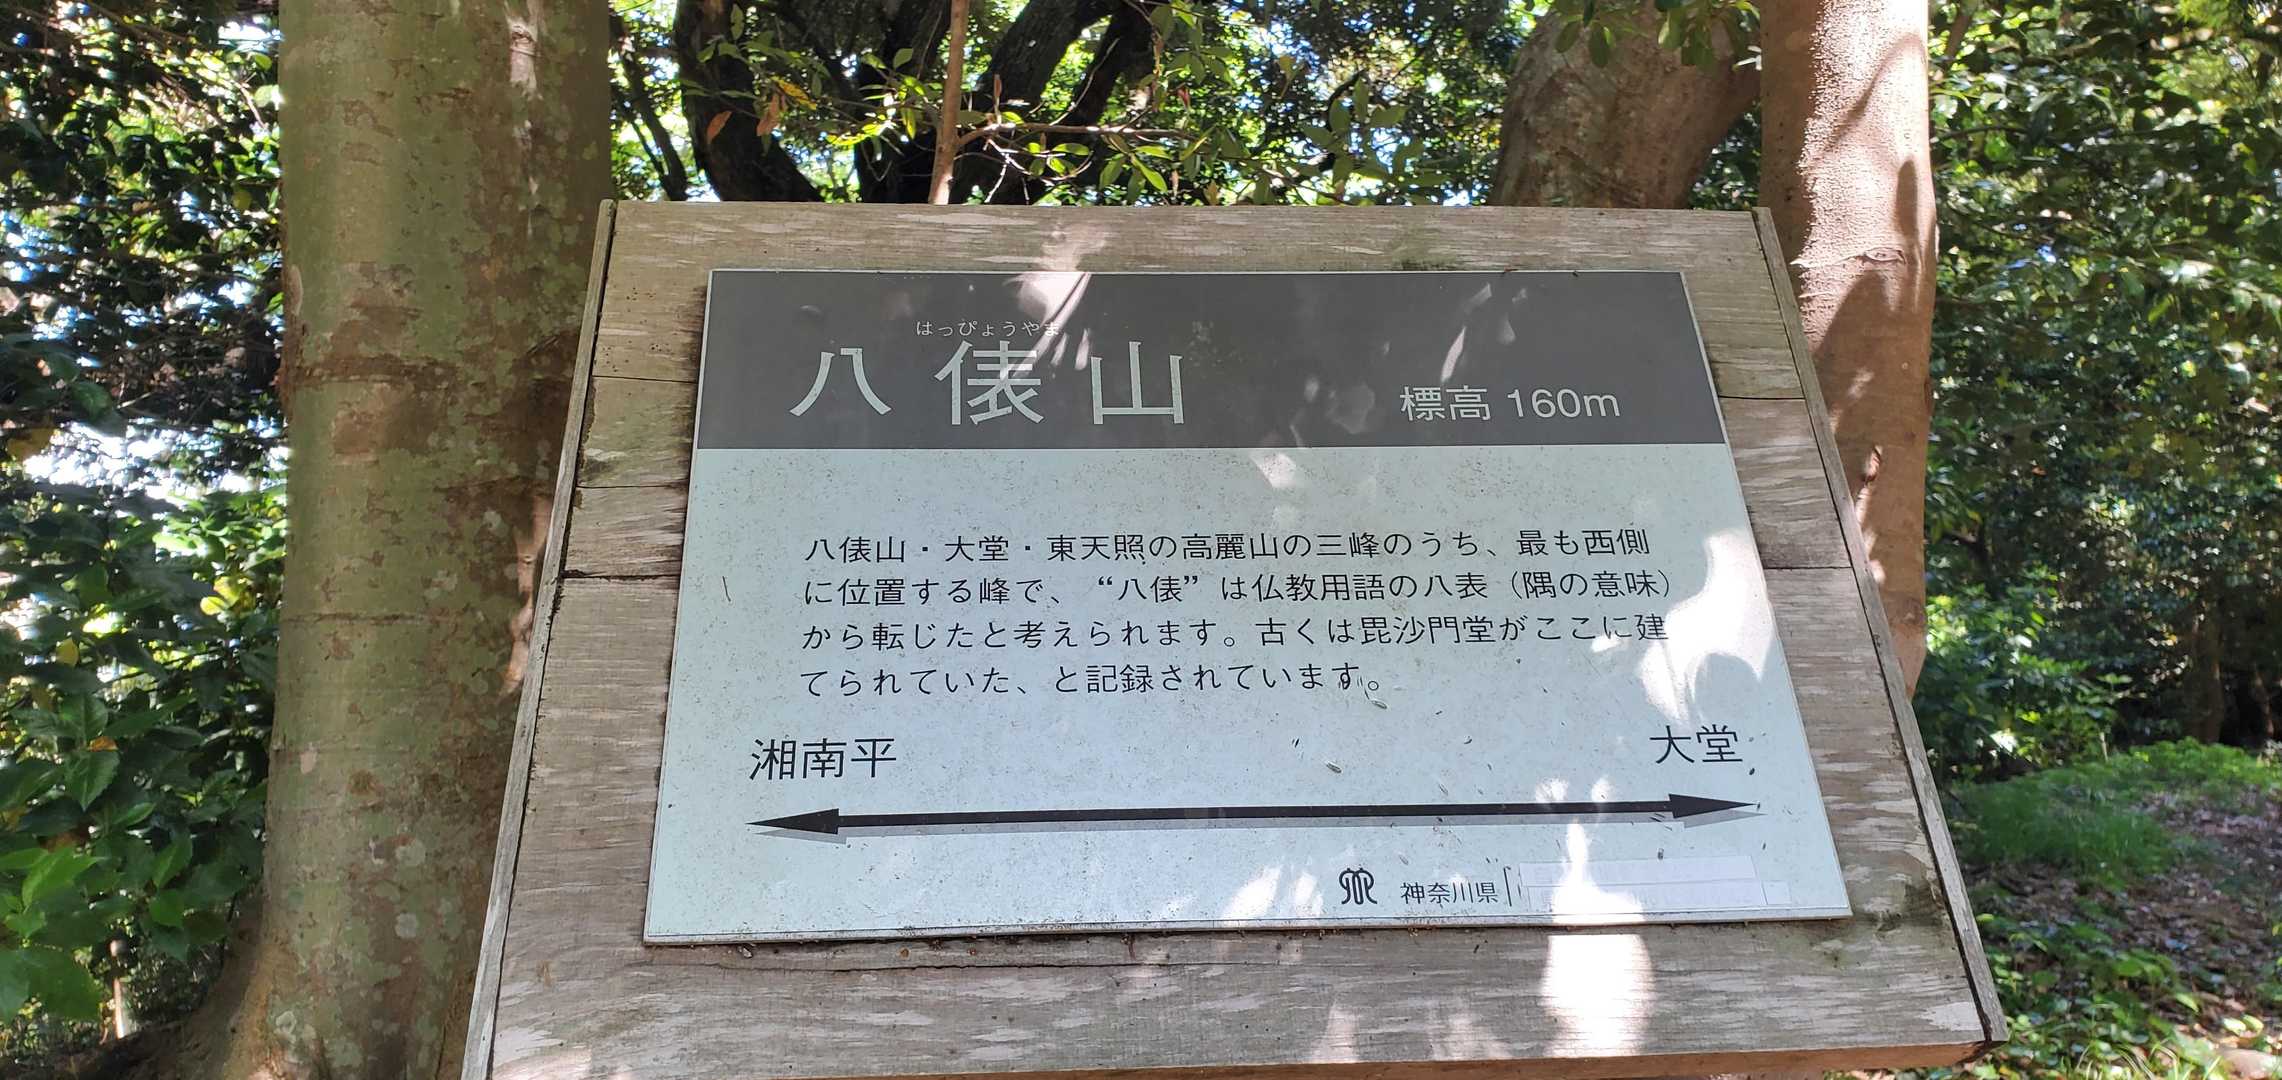 はっぴょうやま
八俵山 標高 160m
八俵山・大堂・東天照の高麗山の三峰のうち、最も西側
に位置する峰で、“八俵”は仏教用語の八表（隅の意味）
から転じたと考えられます。古くは毘沙門堂がここに建
てられていた、と記録されています。
湘南平 大堂
神奈川県